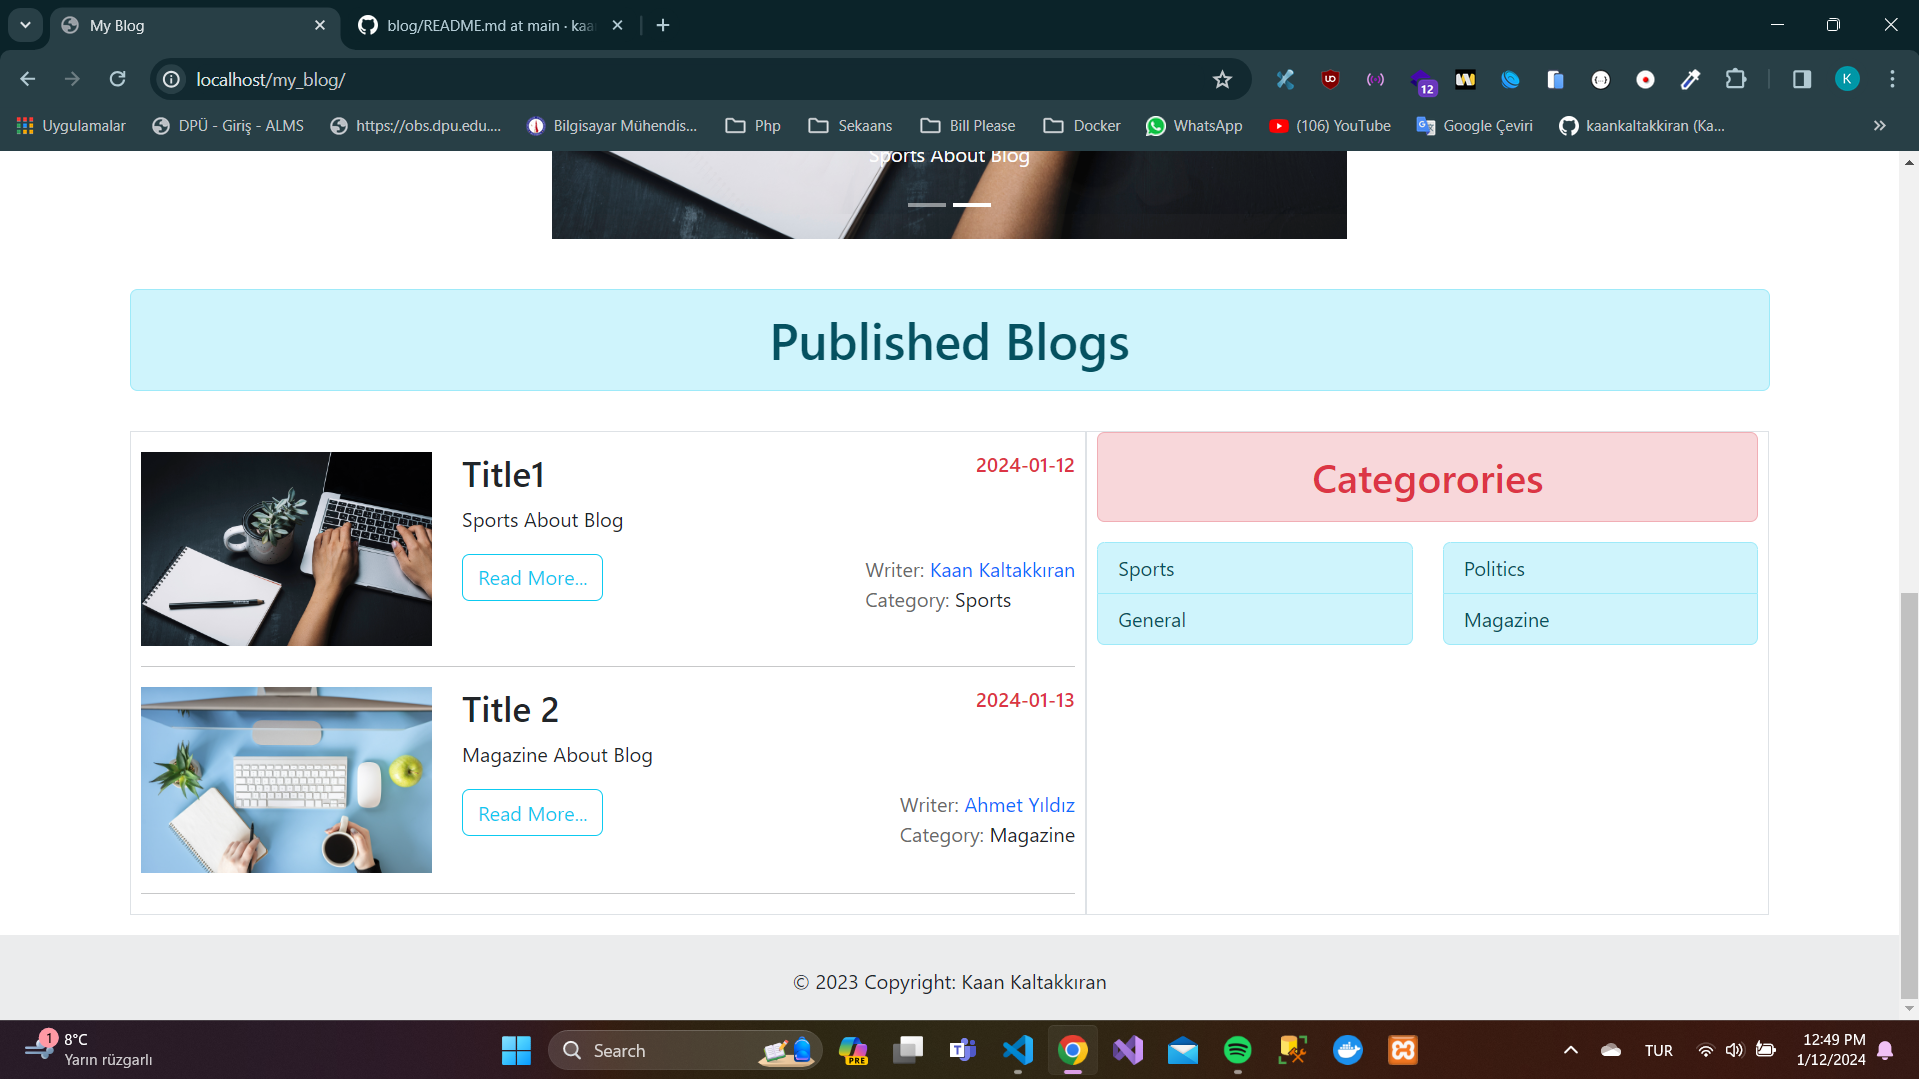 My Blog
blog/README.md at main · kaa
localhost/my_blog/
12
K
Uygulamalar
DPÜ - Giriş - ALMS
https://obs.dpu.edu....
Bilgisayar Mühendis...
Php
Sekaans
Bill Please
Docker
WhatsApp
(106) YouTube
Google Çeviri
kaankaltakkiran (Ka...
Sports About Blog
Published Blogs
Title1
2024-01-12
Sports About Blog
Read More...
Writer: Kaan Kaltakkıran
Category: Sports
Title 2
2024-01-13
Magazine About Blog
Read More...
Writer: Ahmet Yıldız
Category: Magazine
Categorories
Sports
Politics
General
Magazine
© 2023 Copyright: Kaan Kaltakkıran
1
8°C
Yarın rüzgarlı
Search
PRE
TUR
12:49 PM
1/12/2024